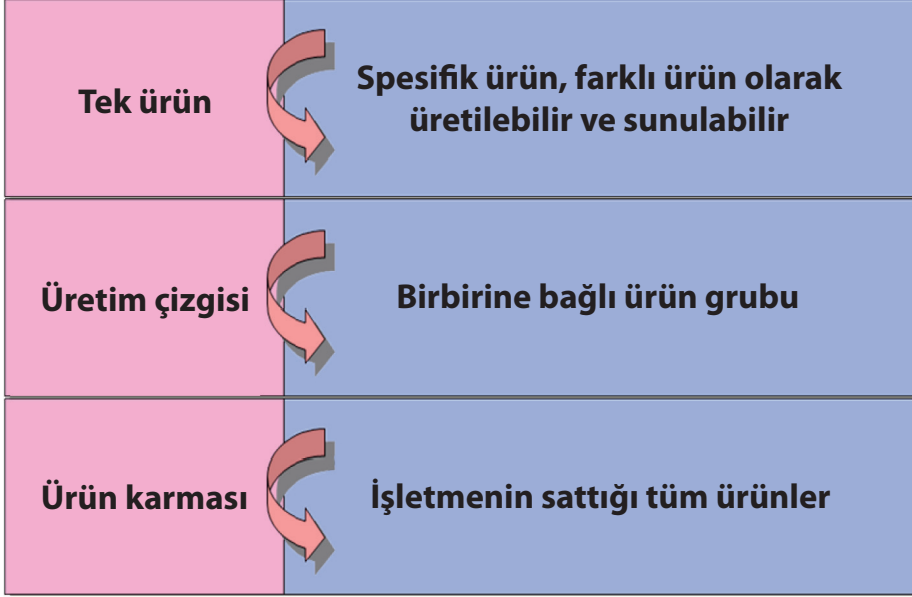 Tek ürün
Spesifik ürün, farklı ürün olarak
üretilebilir ve sunulabilir
Üretim çizgisi
Birbirine bağlı ürün grubu
Ürün karması
İşletmenin sattığı tüm ürünler